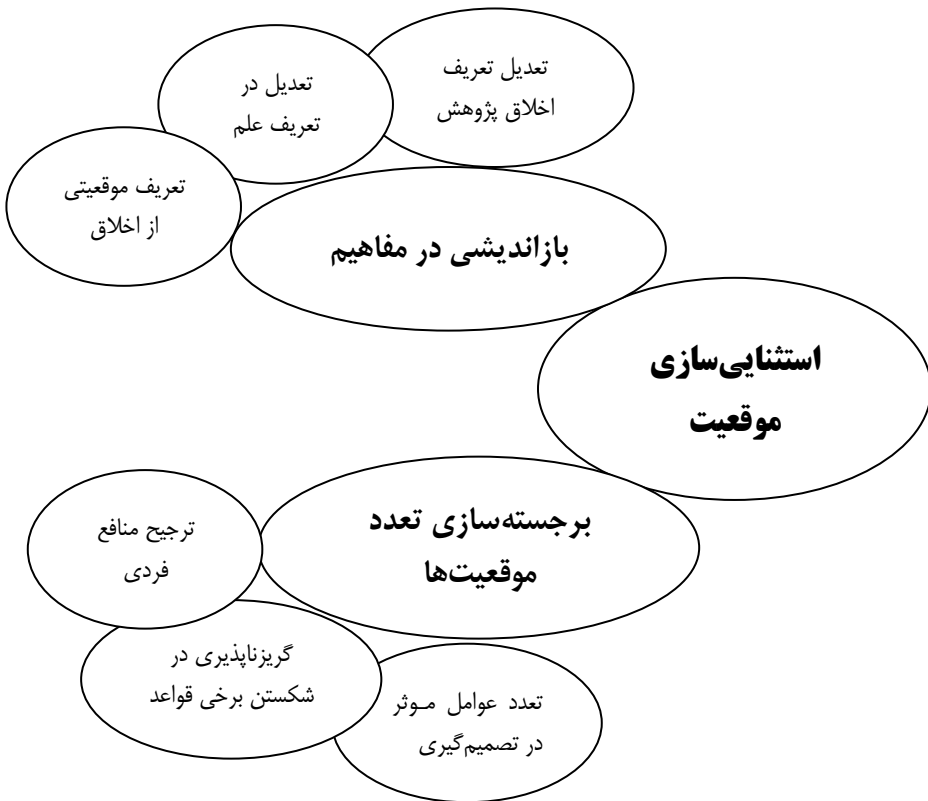 تعدیل تعریف
اخلاق پژوهش
تعدیل در
تعریف علم
تعریف موقعیتی
از اخلاق
بازاندیشی در مفاهیم
استثنایی‌سازی
موقعیت
برجسته‌سازی تعدد
موقعیت‌ها
ترجیح منافع
فردی
گریزناپذیری در
شکستن برخی قواعد
تعدد عوامل مـوثر
در تصمیم‌گیری